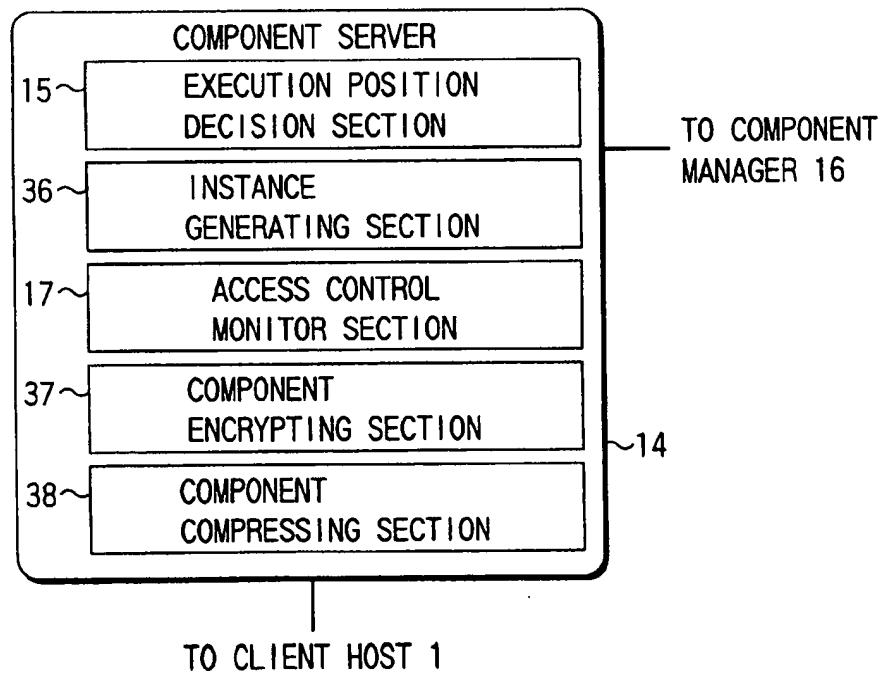 COMPONENT SERVER
15
EXECUTION POSITION
DECISION SECTION
TO COMPONENT
MANAGER 16
36
INSTANCE
GENERATING SECTION
17
ACCESS CONTROL
MONITOR SECTION
37
COMPONENT
ENCRYPTING SECTION
14
38
COMPONENT
COMPRESSING SECTION
TO CLIENT HOST 1